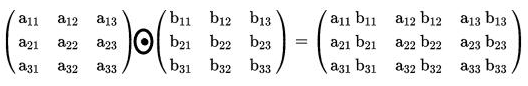 ( a₁₁ a₁₂ a₁₃ ) ( b₁₁ b₁₂ b₁₃ ) ( a₁₁ b₁₁ a₁₂ b₁₂ a₁₃ b₁₃ )
( a₂₁ a₂₂ a₂₃ ) ⊙ ( b₂₁ b₂₂ b₂₃ ) = ( a₂₁ b₂₁ a₂₂ b₂₂ a₂₃ b₂₃ )
( a₃₁ a₃₂ a₃₃ ) ( b₃₁ b₃₂ b₃₃ ) ( a₃₁ b₃₁ a₃₂ b₃₂ a₃₃ b₃₃ )